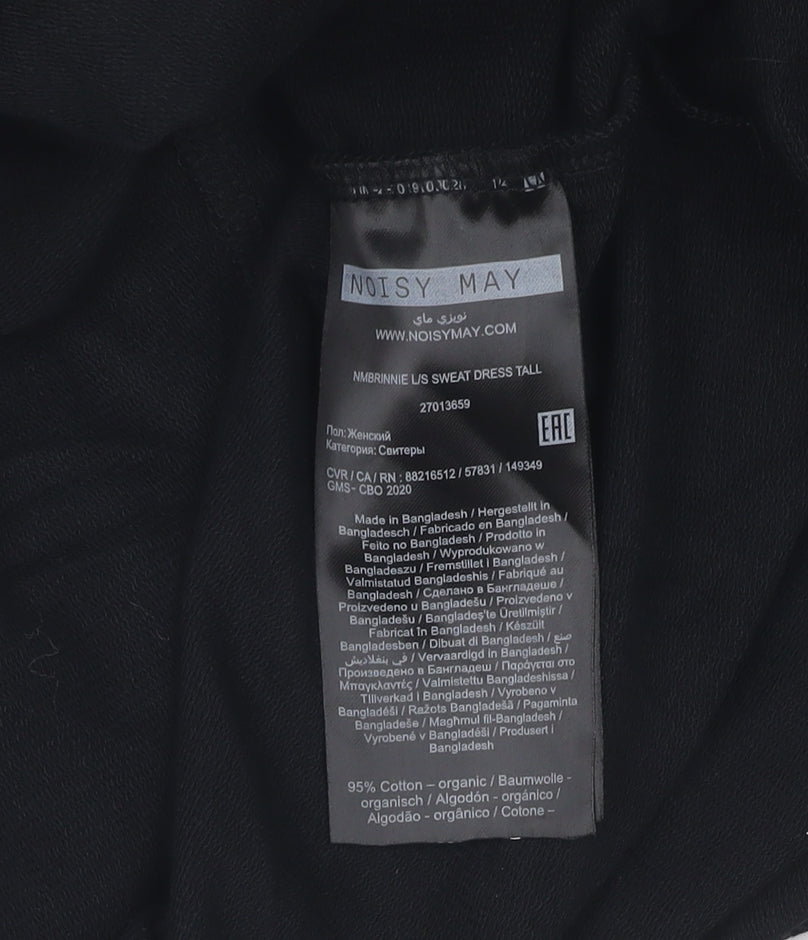 NOISY MAY
نويزي ماي
WWW.NOISYMAY.COM
NMBRINNIE L/S SWEAT DRESS TALL
27013659
EAC
Пол: Женский
Категория: Свитеры
CVR / CA / RN : 88216512 / 57831 / 149349
GMS- CBO 2020
Made in Bangladesh / Hergestellt in
Bangladesch / Fabricado en Bangladesh /
Feito no Bangladesh / Prodotto in
Bangladesh / Wyprodukowano w
Bangladeszu / Fremstillet i Bangladesh /
Valmistatud Bangladeshis / Fabriqué au
Bangladesh / Сделано в Бангладеше /
Proizvedeno u Bangladešu / Proizvedeno v
Bangladešu / Bangladeş'te Üretilmiştir /
Fabricat în Bangladesh / Készült
Bangladesben / Dibuat di Bangladesh / صنع
في بنغلاديش / Vervaardigd in Bangladesh /
Произведено в Бангладеш / Παράγεται στο
Μπαγκλαντές / Valmistettu Bangladeshissa /
Tillverkad i Bangladesh / Vyrobeno v
Bangladéši / Ražots Bangladešā / Pagaminta
Bangladeše / Magħmul fil-Bangladesh /
Vyrobené v Bangladéši / Produsert i
Bangladesh
95% Cotton – organic / Baumwolle -
organisch / Algodón - orgánico /
Algodão - orgânico / Cotone –